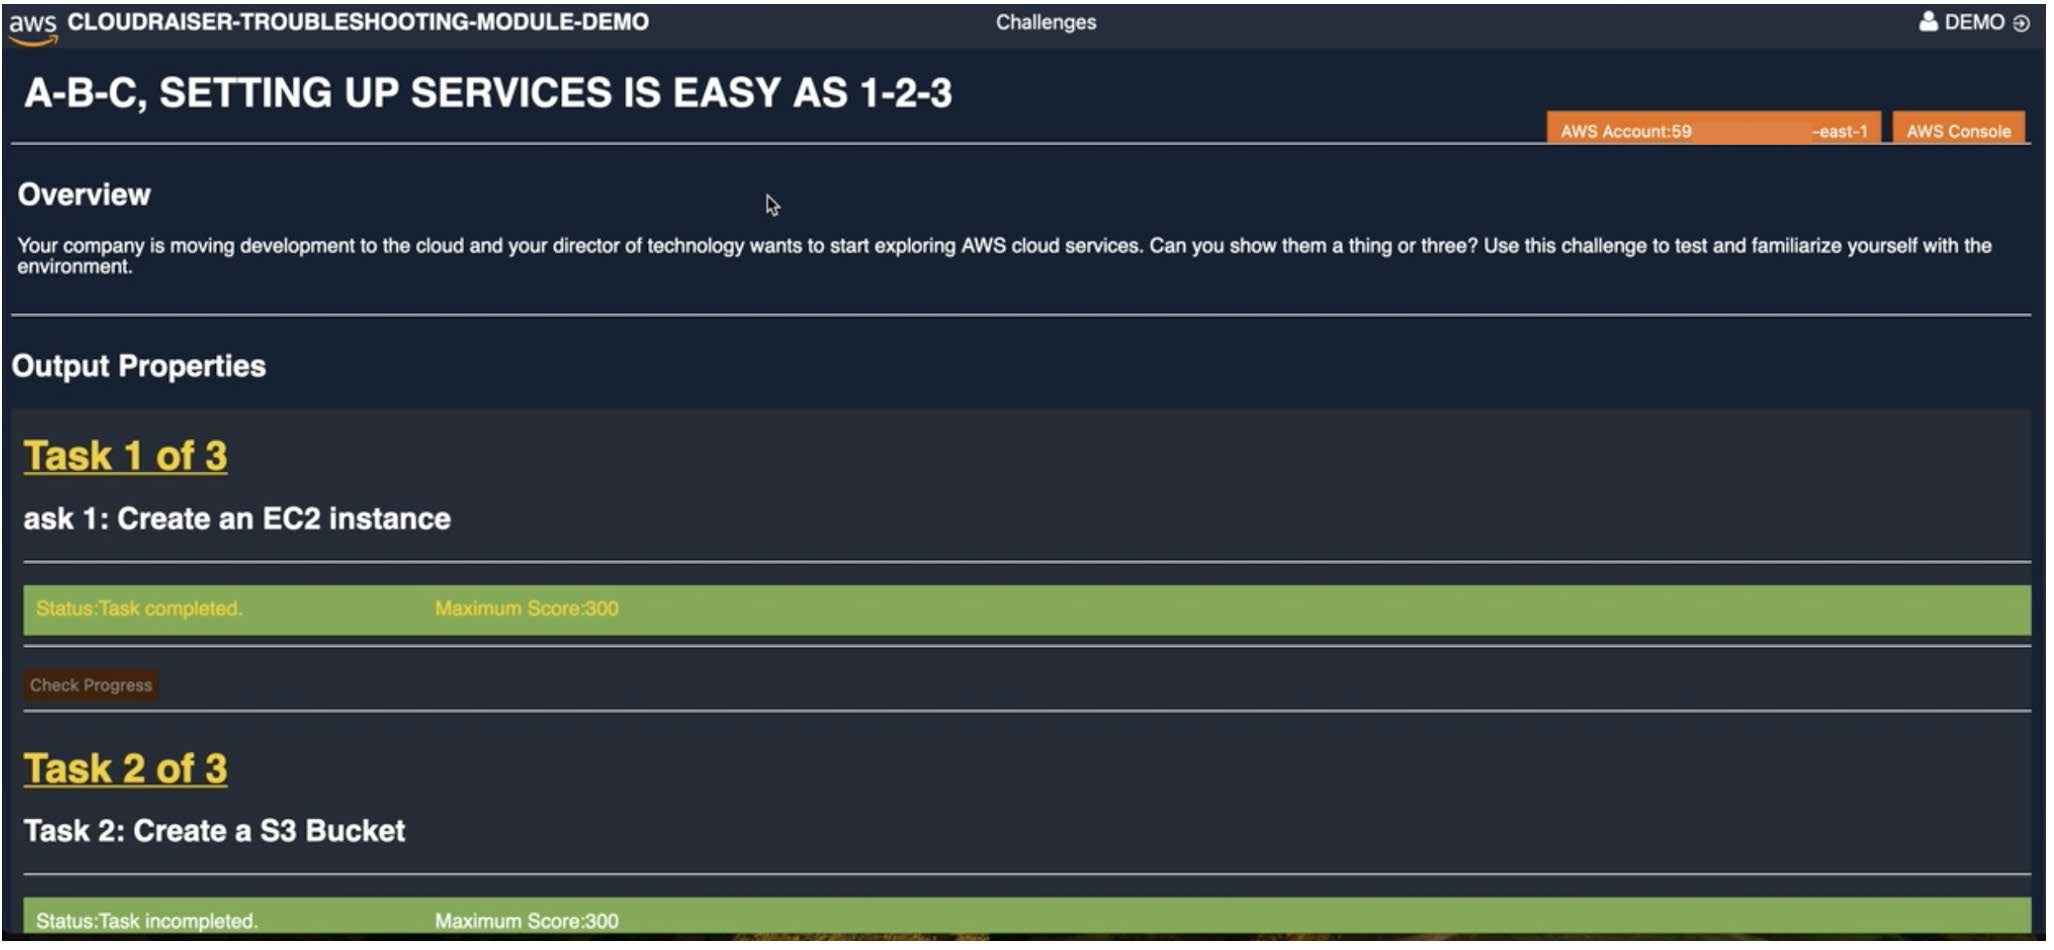 aws CLOUDRAISER-TROUBLESHOOTING-MODULE-DEMO Challenges DEMO
A-B-C, SETTING UP SERVICES IS EASY AS 1-2-3
AWS Account:59 -east-1 AWS Console
Overview
Your company is moving development to the cloud and your director of technology wants to start exploring AWS cloud services. Can you show them a thing or three? Use this challenge to test and familiarize yourself with the
environment.
Output Properties
Task 1 of 3
ask 1: Create an EC2 instance
Status:Task completed. Maximum Score:300
Check Progress
Task 2 of 3
Task 2: Create a S3 Bucket
Status:Task incompleted. Maximum Score:300